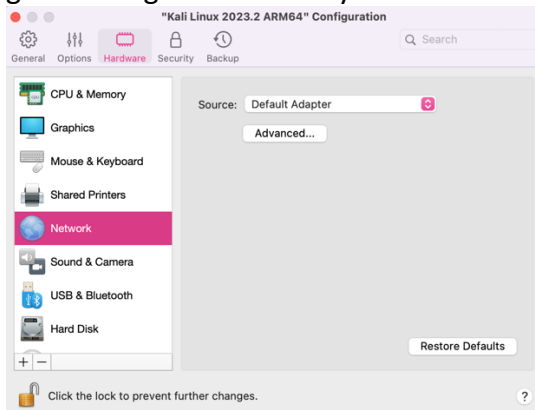 "Kali Linux 2023.2 ARM64" Configuration
General Options Hardware Security Backup
Search
CPU & Memory
Graphics
Mouse & Keyboard
Shared Printers
Network
Sound & Camera
USB & Bluetooth
Hard Disk
+ −
Source: Default Adapter
Advanced...
Restore Defaults
Click the lock to prevent further changes.
?